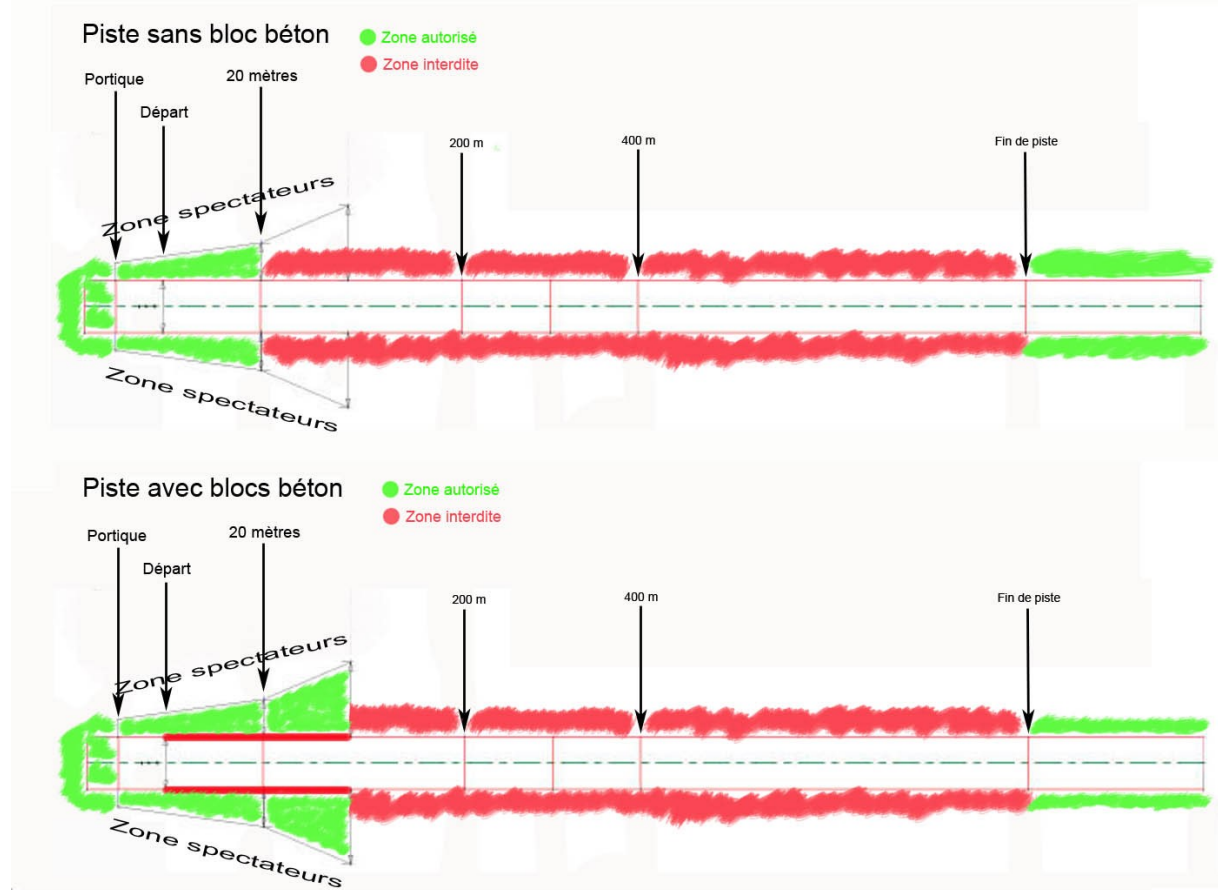 Piste sans bloc béton
Zone autorisé
Zone interdite
Portique
20 mètres
Départ
200 m
400 m
Fin de piste
Zone spectateurs
Zone spectateurs
Piste avec blocs béton
Zone autorisé
Zone interdite
Portique
20 mètres
Départ
200 m
400 m
Fin de piste
Zone spectateurs
Zone spectateurs